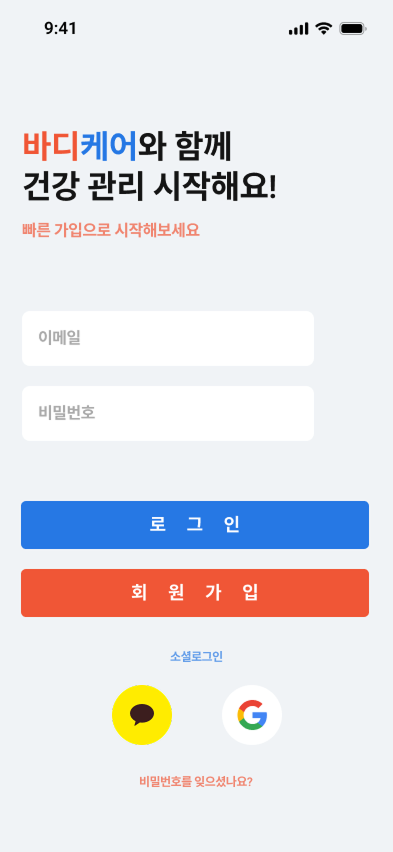 9:41
바디케어와 함께
건강 관리 시작해요!
빠른 가입으로 시작해보세요
이메일
비밀번호
로 그 인
회 원 가 입
소셜로그인
비밀번호를 잊으셨나요?